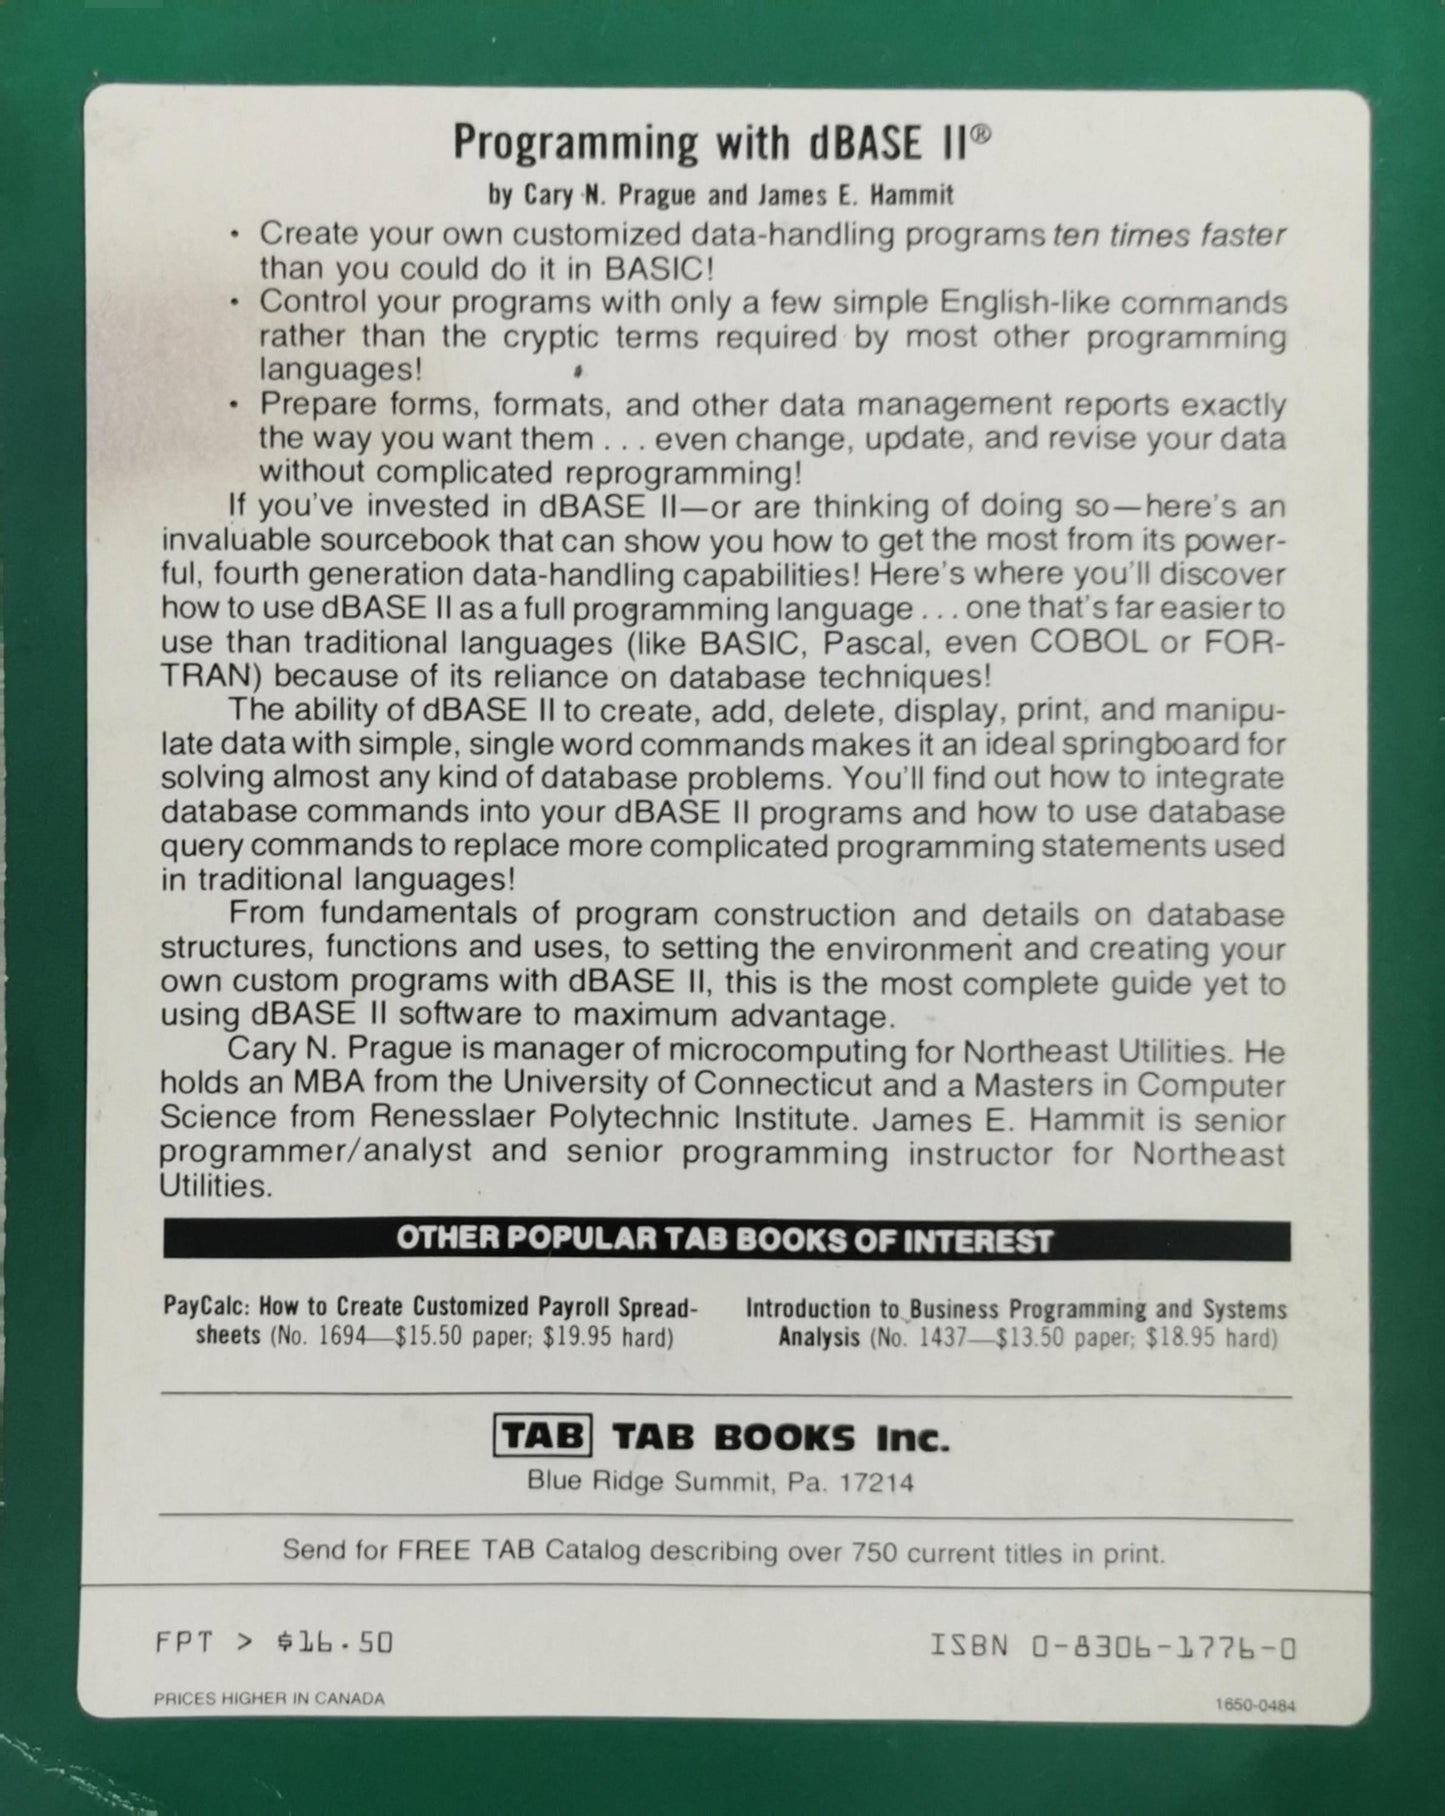 Programming with dBASE II®
by Cary N. Prague and James E. Hammit
• Create your own customized data-handling programs ten times faster
than you could do it in BASIC!
• Control your programs with only a few simple English-like commands
rather than the cryptic terms required by most other programming
languages!
• Prepare forms, formats, and other data management reports exactly
the way you want them . . . even change, update, and revise your data
without complicated reprogramming!
If you've invested in dBASE II—or are thinking of doing so—here's an
invaluable sourcebook that can show you how to get the most from its power-
ful, fourth generation data-handling capabilities! Here's where you'll discover
how to use dBASE II as a full programming language . . . one that's far easier to
use than traditional languages (like BASIC, Pascal, even COBOL or FOR-
TRAN) because of its reliance on database techniques!
The ability of dBASE II to create, add, delete, display, print, and manipu-
late data with simple, single word commands makes it an ideal springboard for
solving almost any kind of database problems. You'll find out how to integrate
database commands into your dBASE II programs and how to use database
query commands to replace more complicated programming statements used
in traditional languages!
From fundamentals of program construction and details on database
structures, functions and uses, to setting the environment and creating your
own custom programs with dBASE II, this is the most complete guide yet to
using dBASE II software to maximum advantage.
Cary N. Prague is manager of microcomputing for Northeast Utilities. He
holds an MBA from the University of Connecticut and a Masters in Computer
Science from Renesslaer Polytechnic Institute. James E. Hammit is senior
programmer/analyst and senior programming instructor for Northeast
Utilities.
OTHER POPULAR TAB BOOKS OF INTEREST
PayCalc: How to Create Customized Payroll Spread-
sheets (No. 1694—$15.50 paper; $19.95 hard)
Introduction to Business Programming and Systems
Analysis (No. 1437—$13.50 paper; $18.95 hard)
TAB TAB BOOKS Inc.
Blue Ridge Summit, Pa. 17214
Send for FREE TAB Catalog describing over 750 current titles in print.
FPT > $16.50
ISBN 0-8306-1776-0
PRICES HIGHER IN CANADA
1650-0484